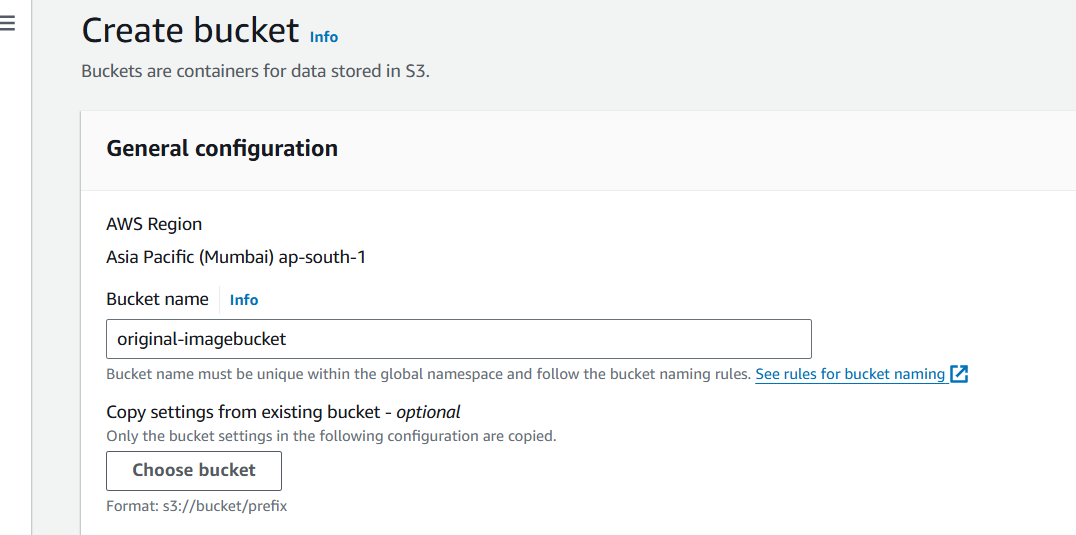 Create bucket Info
Buckets are containers for data stored in S3.
General configuration
AWS Region
Asia Pacific (Mumbai) ap-south-1
Bucket name Info
original-imagebucket
Bucket name must be unique within the global namespace and follow the bucket naming rules. See rules for bucket naming
Copy settings from existing bucket - optional
Only the bucket settings in the following configuration are copied.
Choose bucket
Format: s3://bucket/prefix